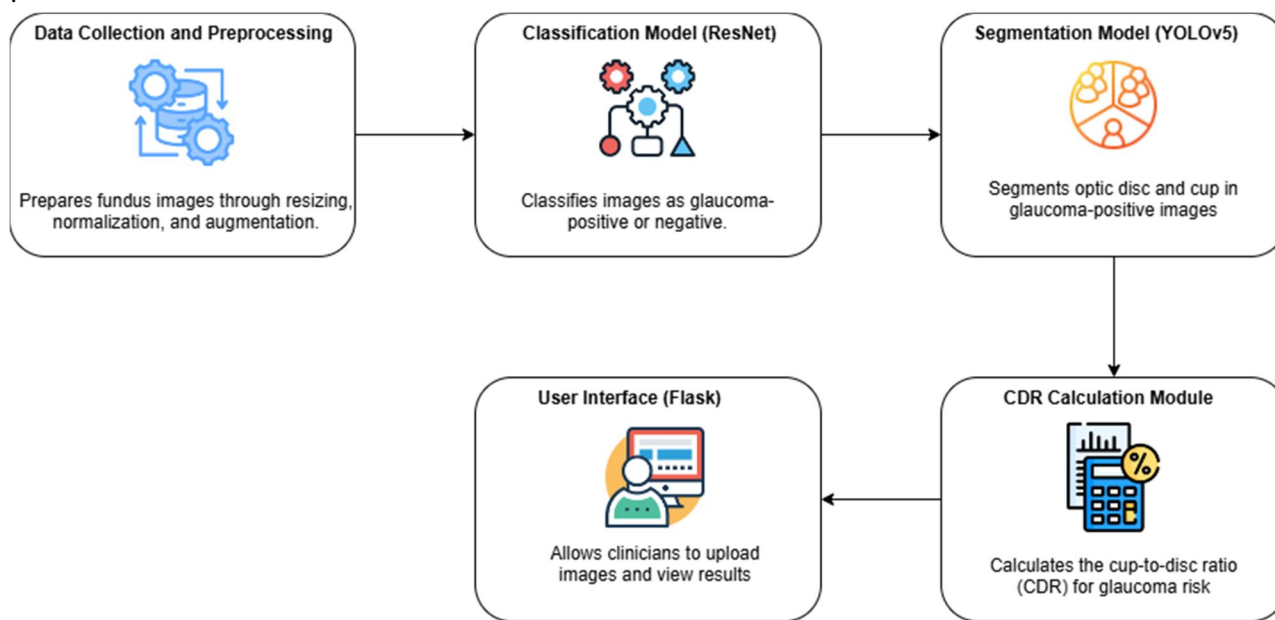 Data Collection and Preprocessing
Prepares fundus images through resizing,
normalization, and augmentation.
Classification Model (ResNet)
Classifies images as glaucoma-
positive or negative.
Segmentation Model (YOLOv5)
Segments optic disc and cup in
glaucoma-positive images
User Interface (Flask)
Allows clinicians to upload
images and view results
CDR Calculation Module
%
Calculates the cup-to-disc ratio
(CDR) for glaucoma risk